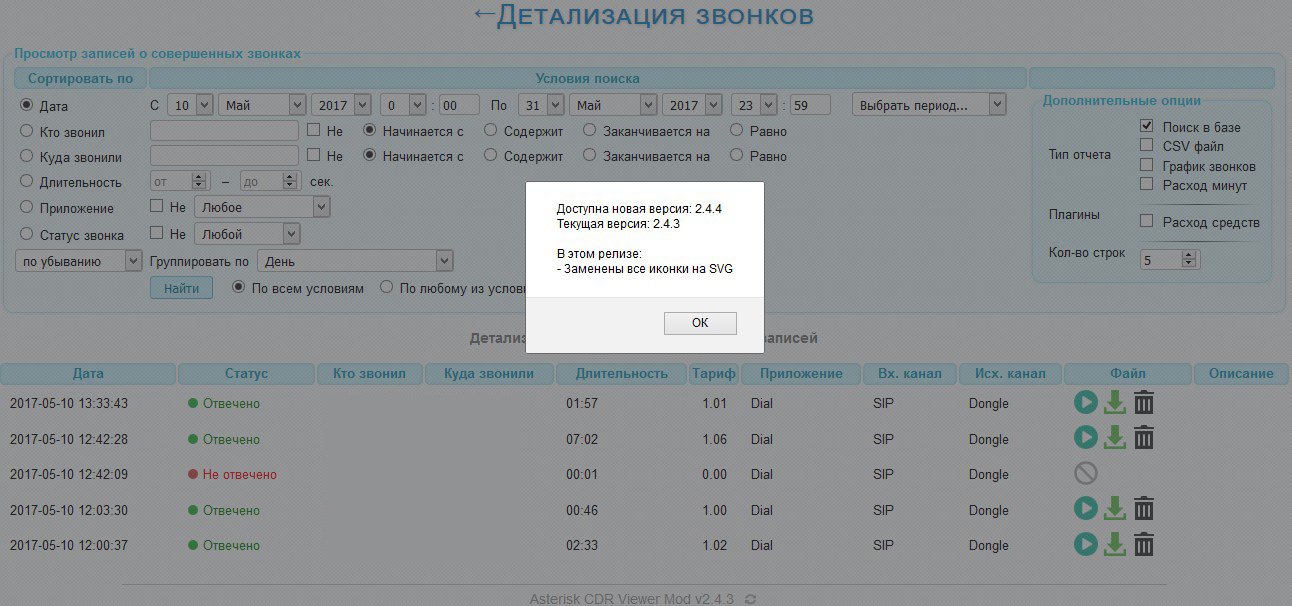 ←Детализация звонков
Просмотр записей о совершенных звонках
Сортировать по Условия поиска
Дата С 10 Май 2017 0 : 00 По 31 Май 2017 23 : 59 Выбрать период...
Дополнительные опции
Кто звонил Не Начинается с Содержит Заканчивается на Равно
Куда звонили Не Начинается с Содержит Заканчивается на Равно
Длительность от – до сек.
Приложение Не Любое
Статус звонка Не Любой
по убыванию Группировать по День
Найти По всем условиям По любому из
Тип отчета Поиск в базе
CSV файл
График звонков
Расход минут
Плагины Расход средств
Кол-во строк 5
Доступна новая версия: 2.4.4
Текущая версия: 2.4.3
В этом релизе:
- Заменены все иконки на SVG
OK
записей
Дата Статус Кто звонил Куда звонили Длительность Тариф Приложение Вх. канал Исх. канал Файл Описание
2017-05-10 13:33:43 Отвечено 01:57 1.01 Dial SIP Dongle
2017-05-10 12:42:28 Отвечено 07:02 1.06 Dial SIP Dongle
2017-05-10 12:42:09 Не отвечено 00:01 0.00 Dial SIP Dongle
2017-05-10 12:03:30 Отвечено 00:46 1.00 Dial SIP Dongle
2017-05-10 12:00:37 Отвечено 02:33 1.02 Dial SIP Dongle
Asterisk CDR Viewer Mod v2.4.3